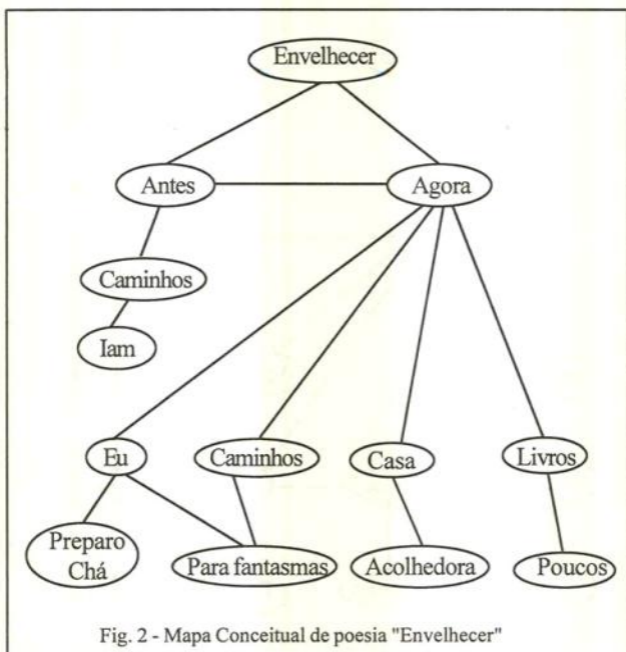 Envelhecer
Antes
Agora
Caminhos
Iam
Eu
Caminhos
Casa
Livros
Preparo
Chá
Para fantasmas
Acolhedora
Poucos
Fig. 2 - Mapa Conceitual de poesia "Envelhecer"